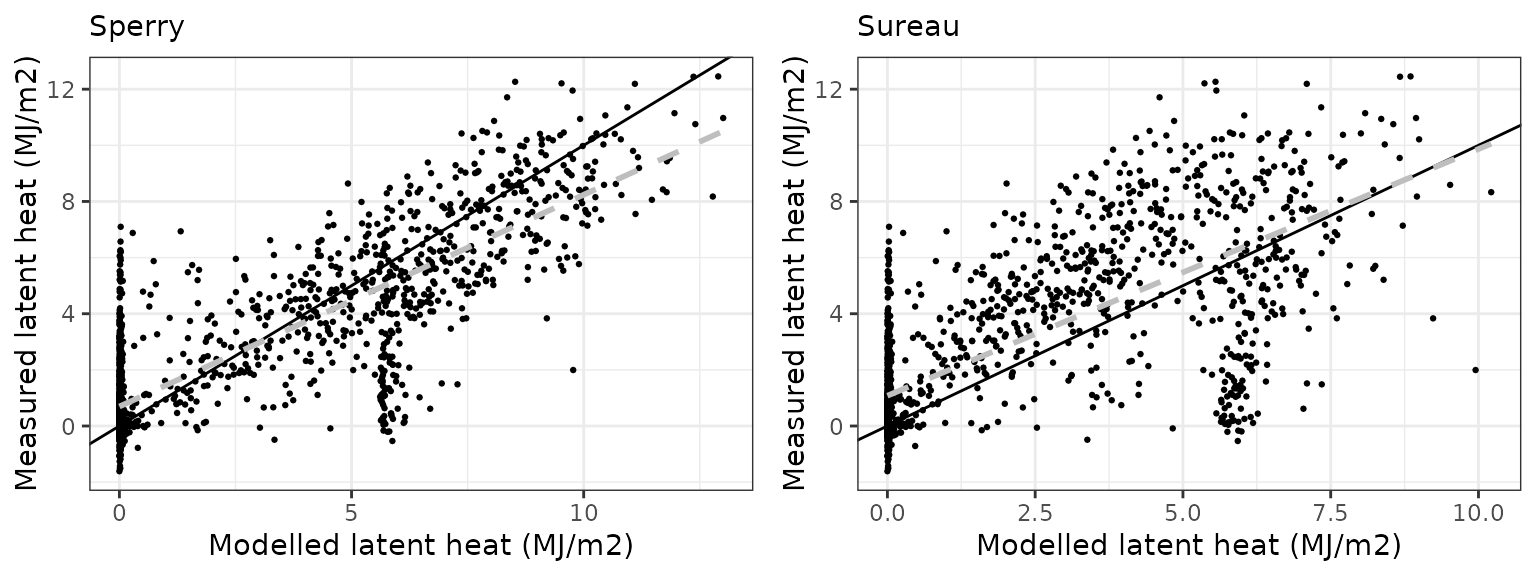 Sperry
Measured latent heat (MJ/m2)
12
8
4
0
0 5 10
Modelled latent heat (MJ/m2)
Sureau
Measured latent heat (MJ/m2)
12
8
4
0
0.0 2.5 5.0 7.5 10.0
Modelled latent heat (MJ/m2)